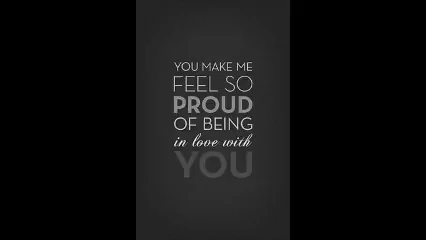 YOU MAKE ME
FEEL SO
PROUD
OF BEING
in love with
YOU